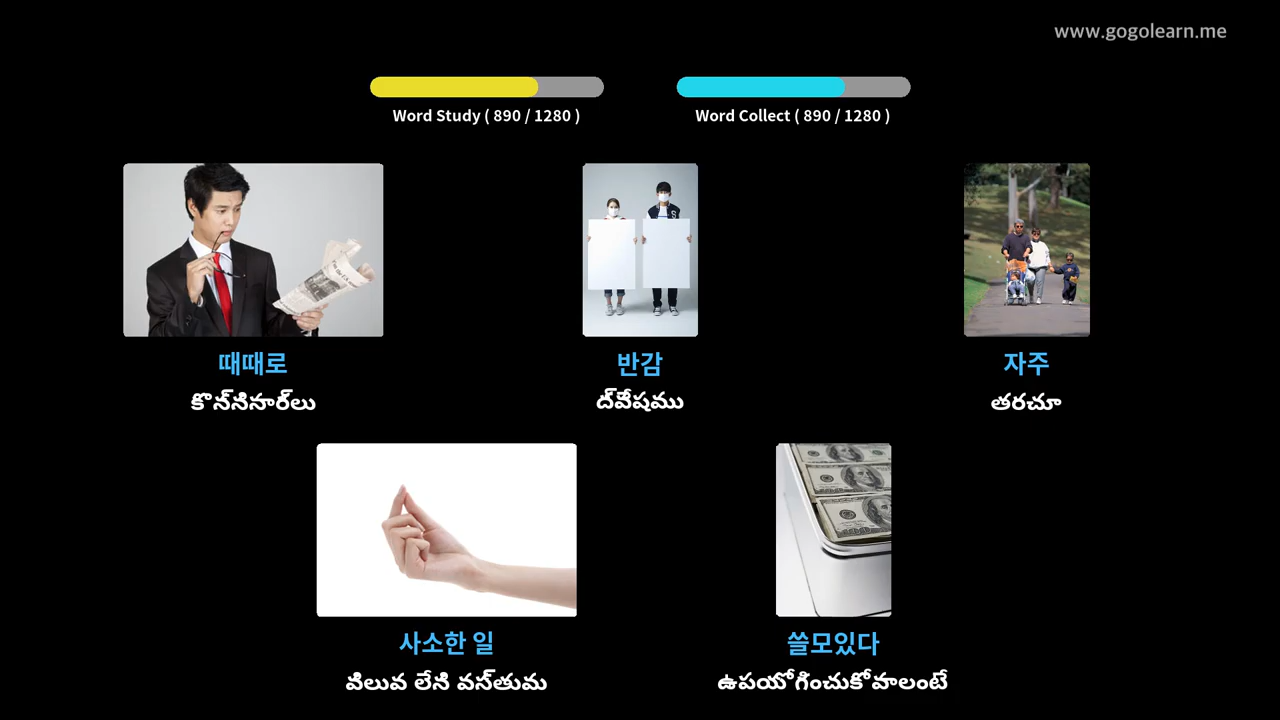 www.gogolearn.me
Word Study ( 890 / 1280 )
Word Collect ( 890 / 1280 )
때때로
반감
자주
కొన్నిసార్లు
ద్వేషము
తరచూ
사소한 일
쓸모있다
విలువ లేని వస్తువు
ఉపయోగించుకోవాలంటే